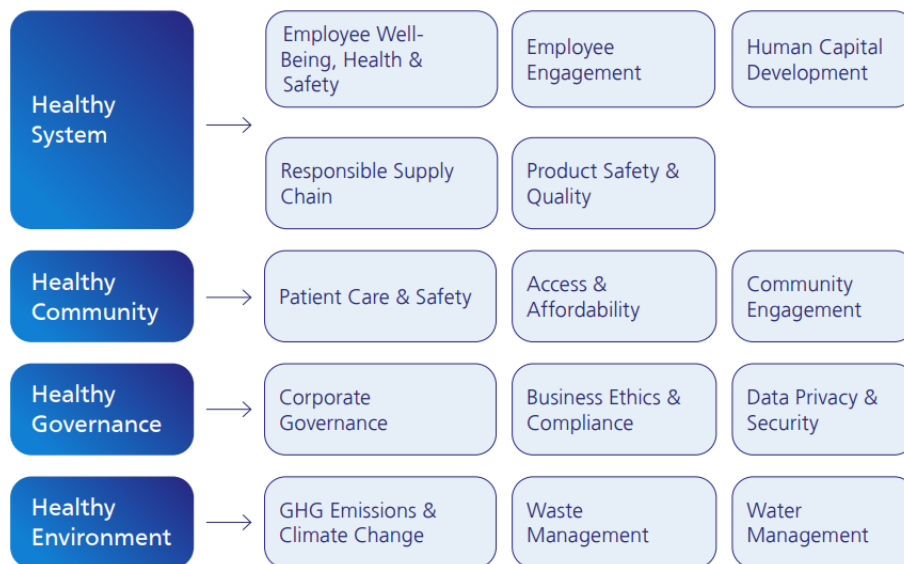 Healthy
System
Employee Well-
Being, Health &
Safety
Employee
Engagement
Human Capital
Development
Responsible Supply
Chain
Product Safety &
Quality
Healthy
Community
Patient Care & Safety
Access &
Affordability
Community
Engagement
Healthy
Governance
Corporate
Governance
Business Ethics &
Compliance
Data Privacy &
Security
Healthy
Environment
GHG Emissions &
Climate Change
Waste
Management
Water
Management